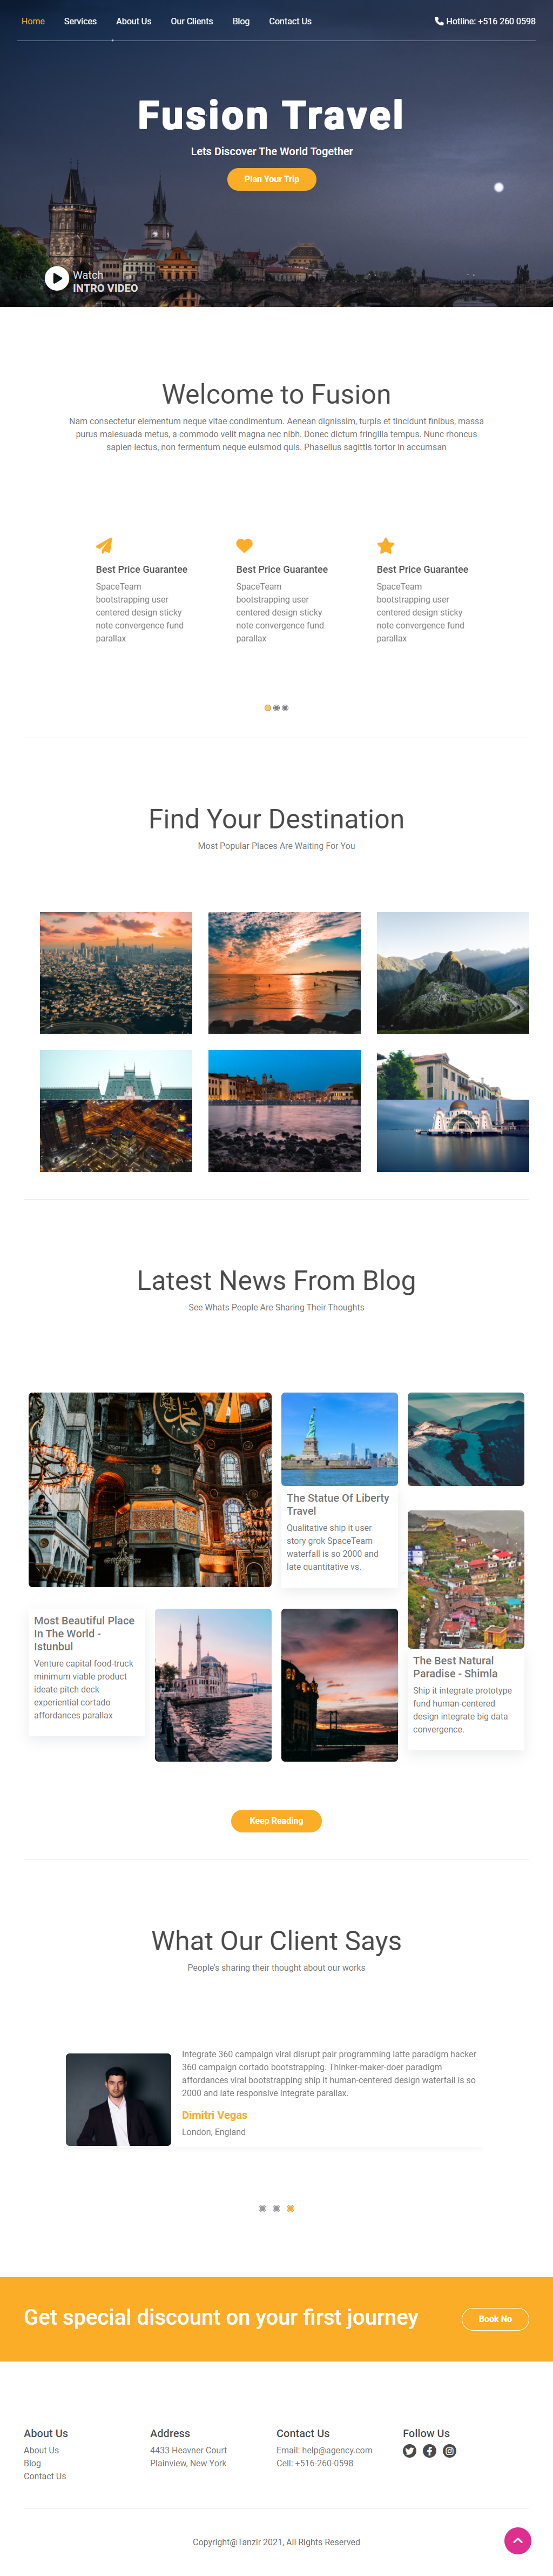 Home Services About Us Our Clients Blog Contact Us Hotline: +516 260 0598
Fusion Travel
Lets Discover The World Together
Plan Your Trip
Watch
INTRO VIDEO
Welcome to Fusion
Nam consectetur elementum neque vitae condimentum. Aenean dignissim, turpis et tincidunt finibus, massa
purus malesuada metus, a commodo velit magna nec nibh. Donec dictum fringilla tempus. Nunc rhoncus
sapien lectus, non fermentum neque euismod quis. Phasellus sagittis tortor in accumsan
Best Price Guarantee
SpaceTeam
bootstrapping user
centered design sticky
note convergence fund
parallax
Best Price Guarantee
SpaceTeam
bootstrapping user
centered design sticky
note convergence fund
parallax
Best Price Guarantee
SpaceTeam
bootstrapping user
centered design sticky
note convergence fund
parallax
Find Your Destination
Most Popular Places Are Waiting For You
Latest News From Blog
See Whats People Are Sharing Their Thoughts
The Statue Of Liberty
Travel
Qualitative ship it user
story grok SpaceTeam
waterfall is so 2000 and
late quantitative vs.
Most Beautiful Place
In The World -
Istunbul
Venture capital food-truck
minimum viable product
ideate pitch deck
experiential cortado
affordances parallax
The Best Natural
Paradise - Shimla
Ship it integrate prototype
fund human-centered
design integrate big data
convergence.
Keep Reading
What Our Client Says
People's sharing their thought about our works
Integrate 360 campaign viral disrupt pair programming latte paradigm hacker
360 campaign cortado bootstrapping. Thinker-maker-doer paradigm
affordances viral bootstrapping ship it human-centered design waterfall is so
2000 and late responsive integrate parallax.
Dimitri Vegas
London, England
Get special discount on your first journey
Book No
About Us
About Us
Blog
Contact Us
Address
4433 Heavner Court
Plainview, New York
Contact Us
Email: help@agency.com
Cell: +516-260-0598
Follow Us
Copyright@Tanzir 2021, All Rights Reserved